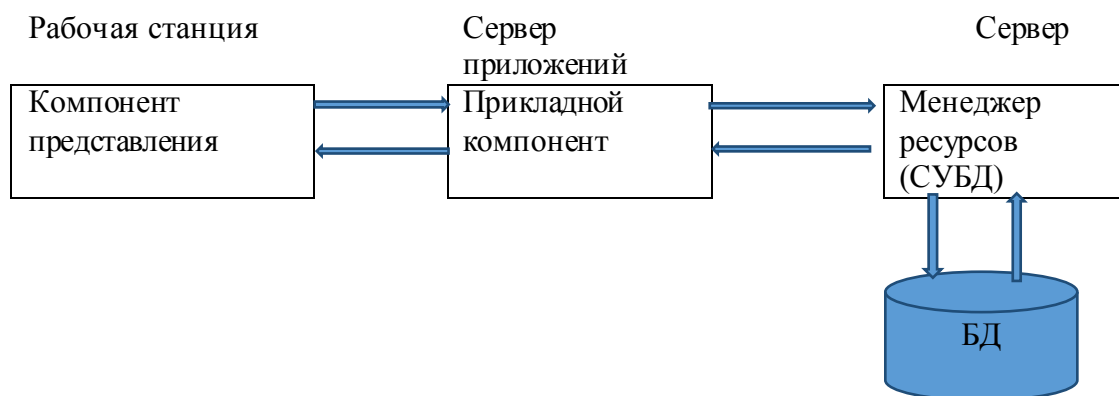 Рабочая станция
Сервер
приложений
Сервер
Компонент
представления
Прикладной
компонент
Менеджер
ресурсов
(СУБД)
БД